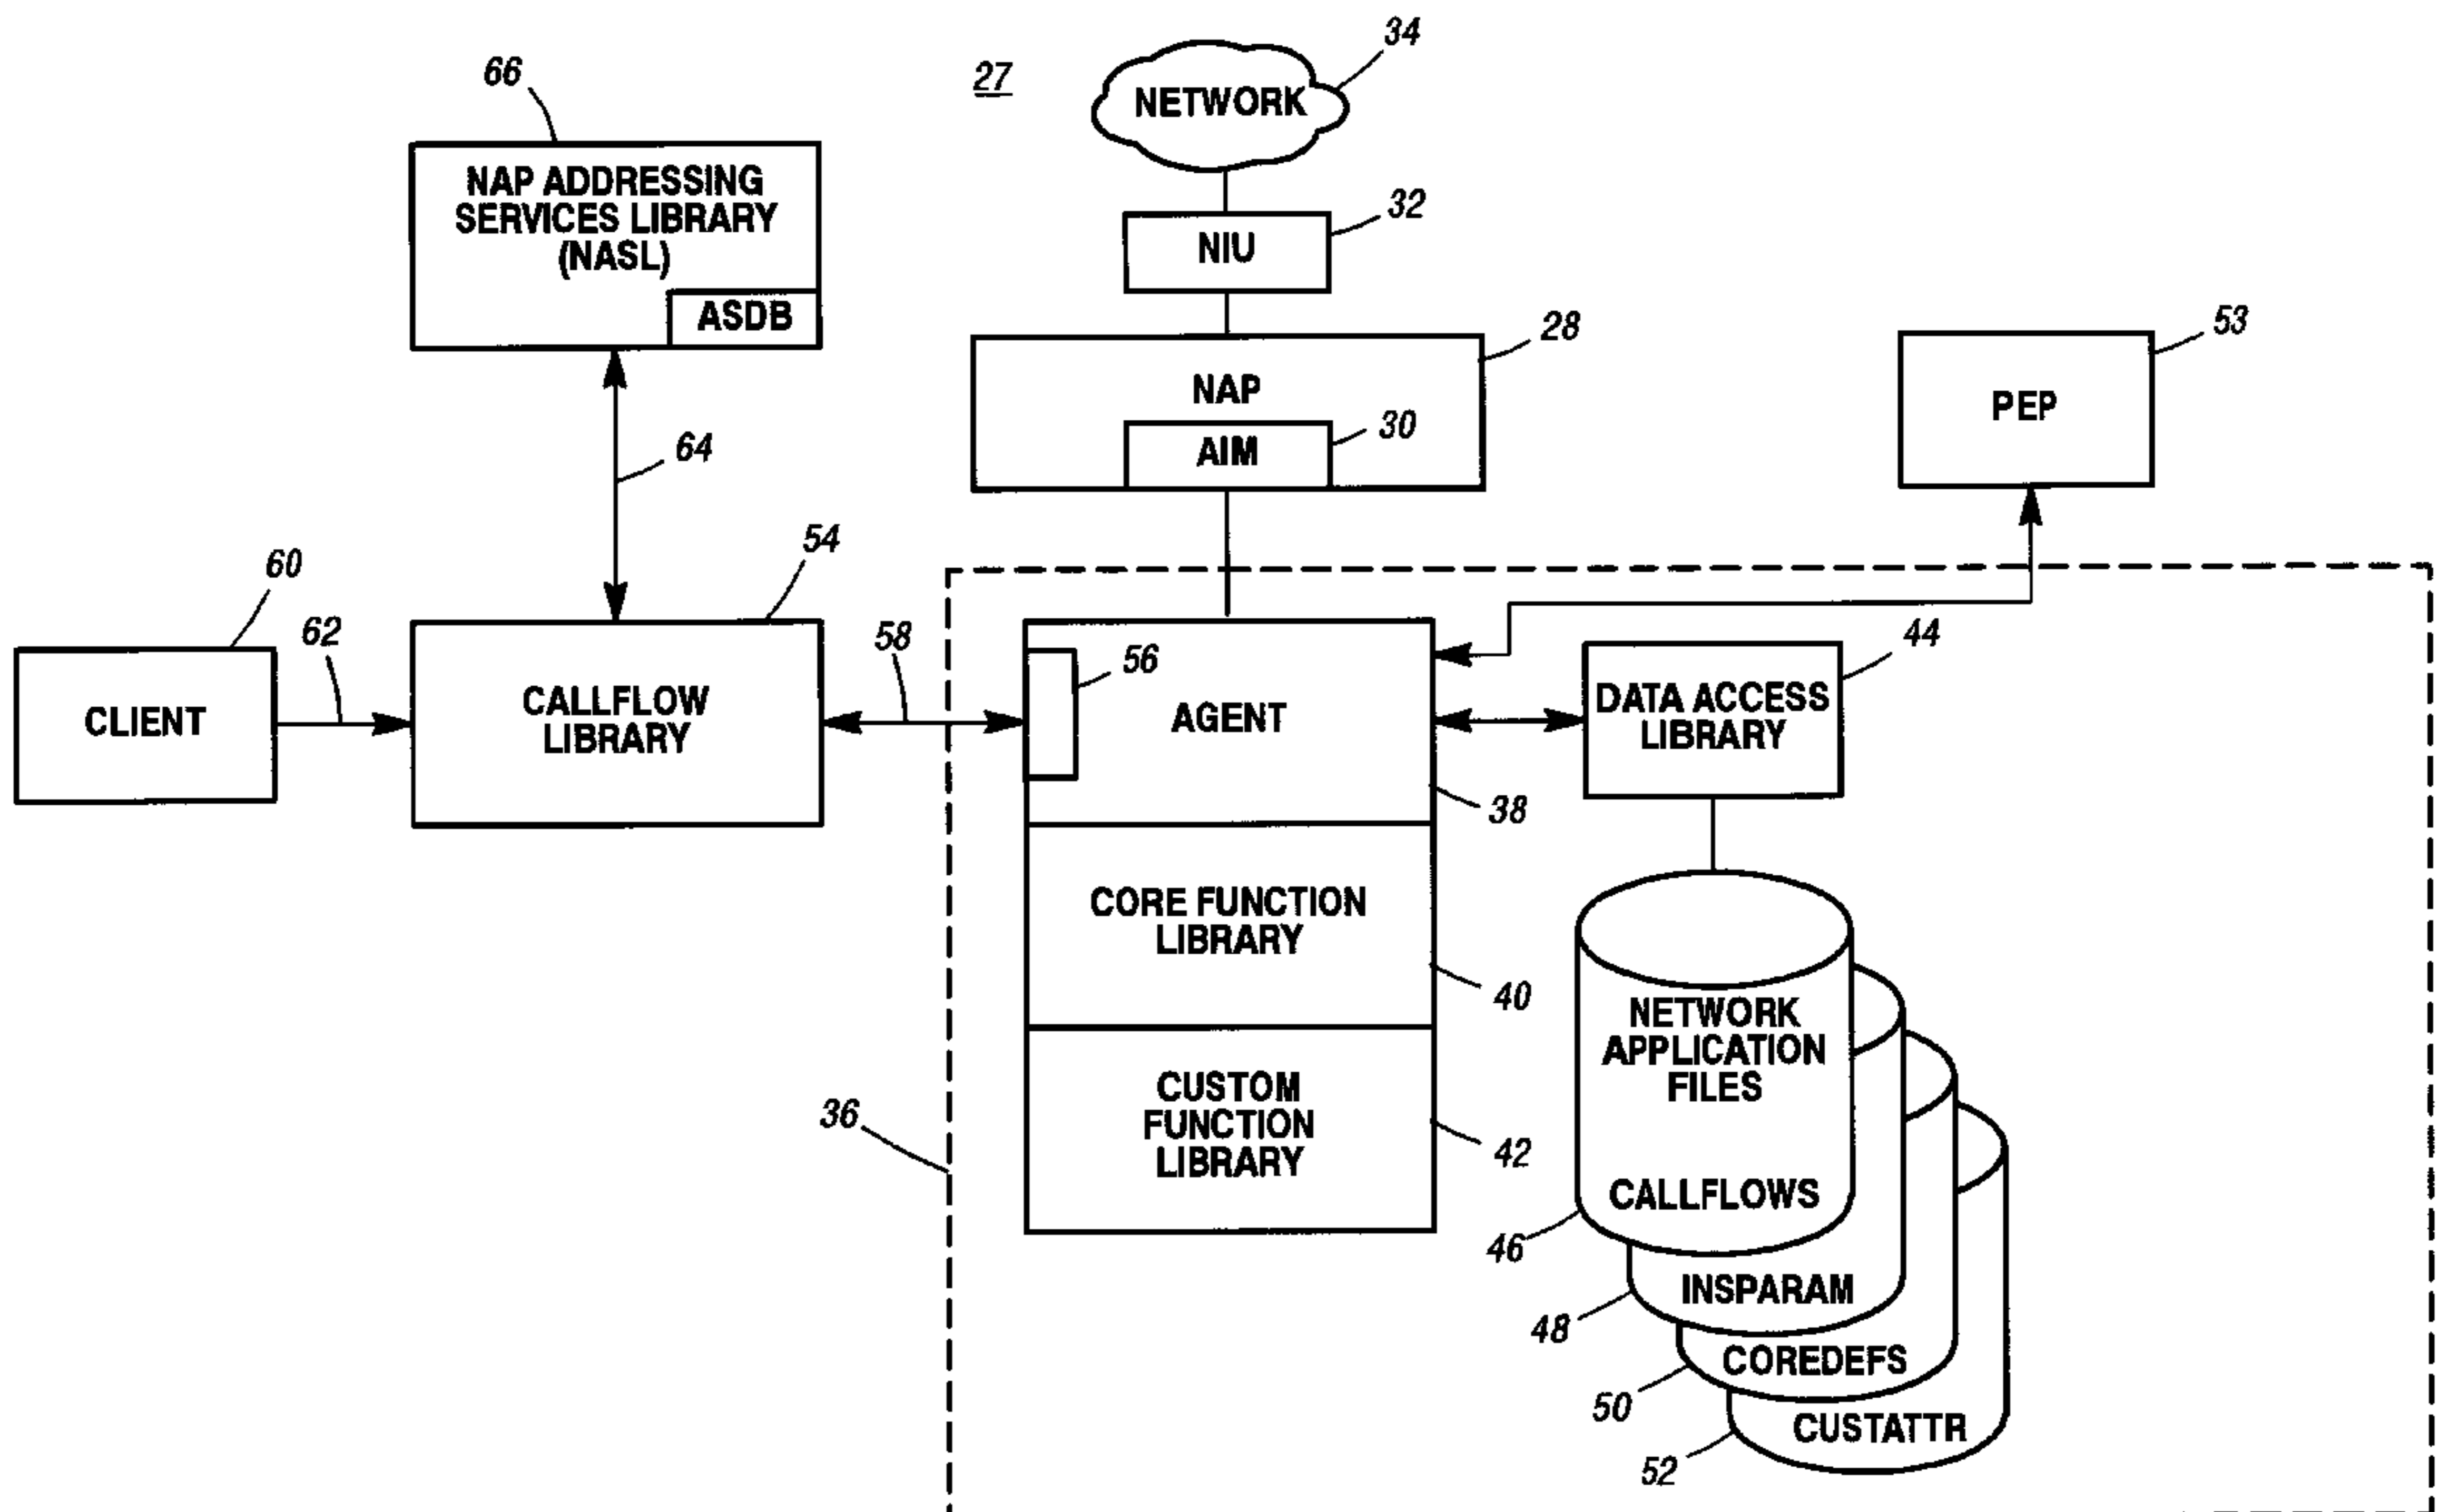 34
27
NETWORK
66
NAP ADDRESSING
SERVICES LIBRARY
(NASL)
ASDB
32
NIU
28
NAP
30
AIM
53
PEP
64
54
60
62
CLIENT
CALLFLOW
LIBRARY
58
56
AGENT
44
DATA ACCESS
LIBRARY
38
CORE FUNCTION
LIBRARY
40
CUSTOM
FUNCTION
LIBRARY
42
36
NETWORK
APPLICATION
FILES
CALLFLOWS
46
INSPARAM
48
COREDEFS
50
CUSTATTR
52